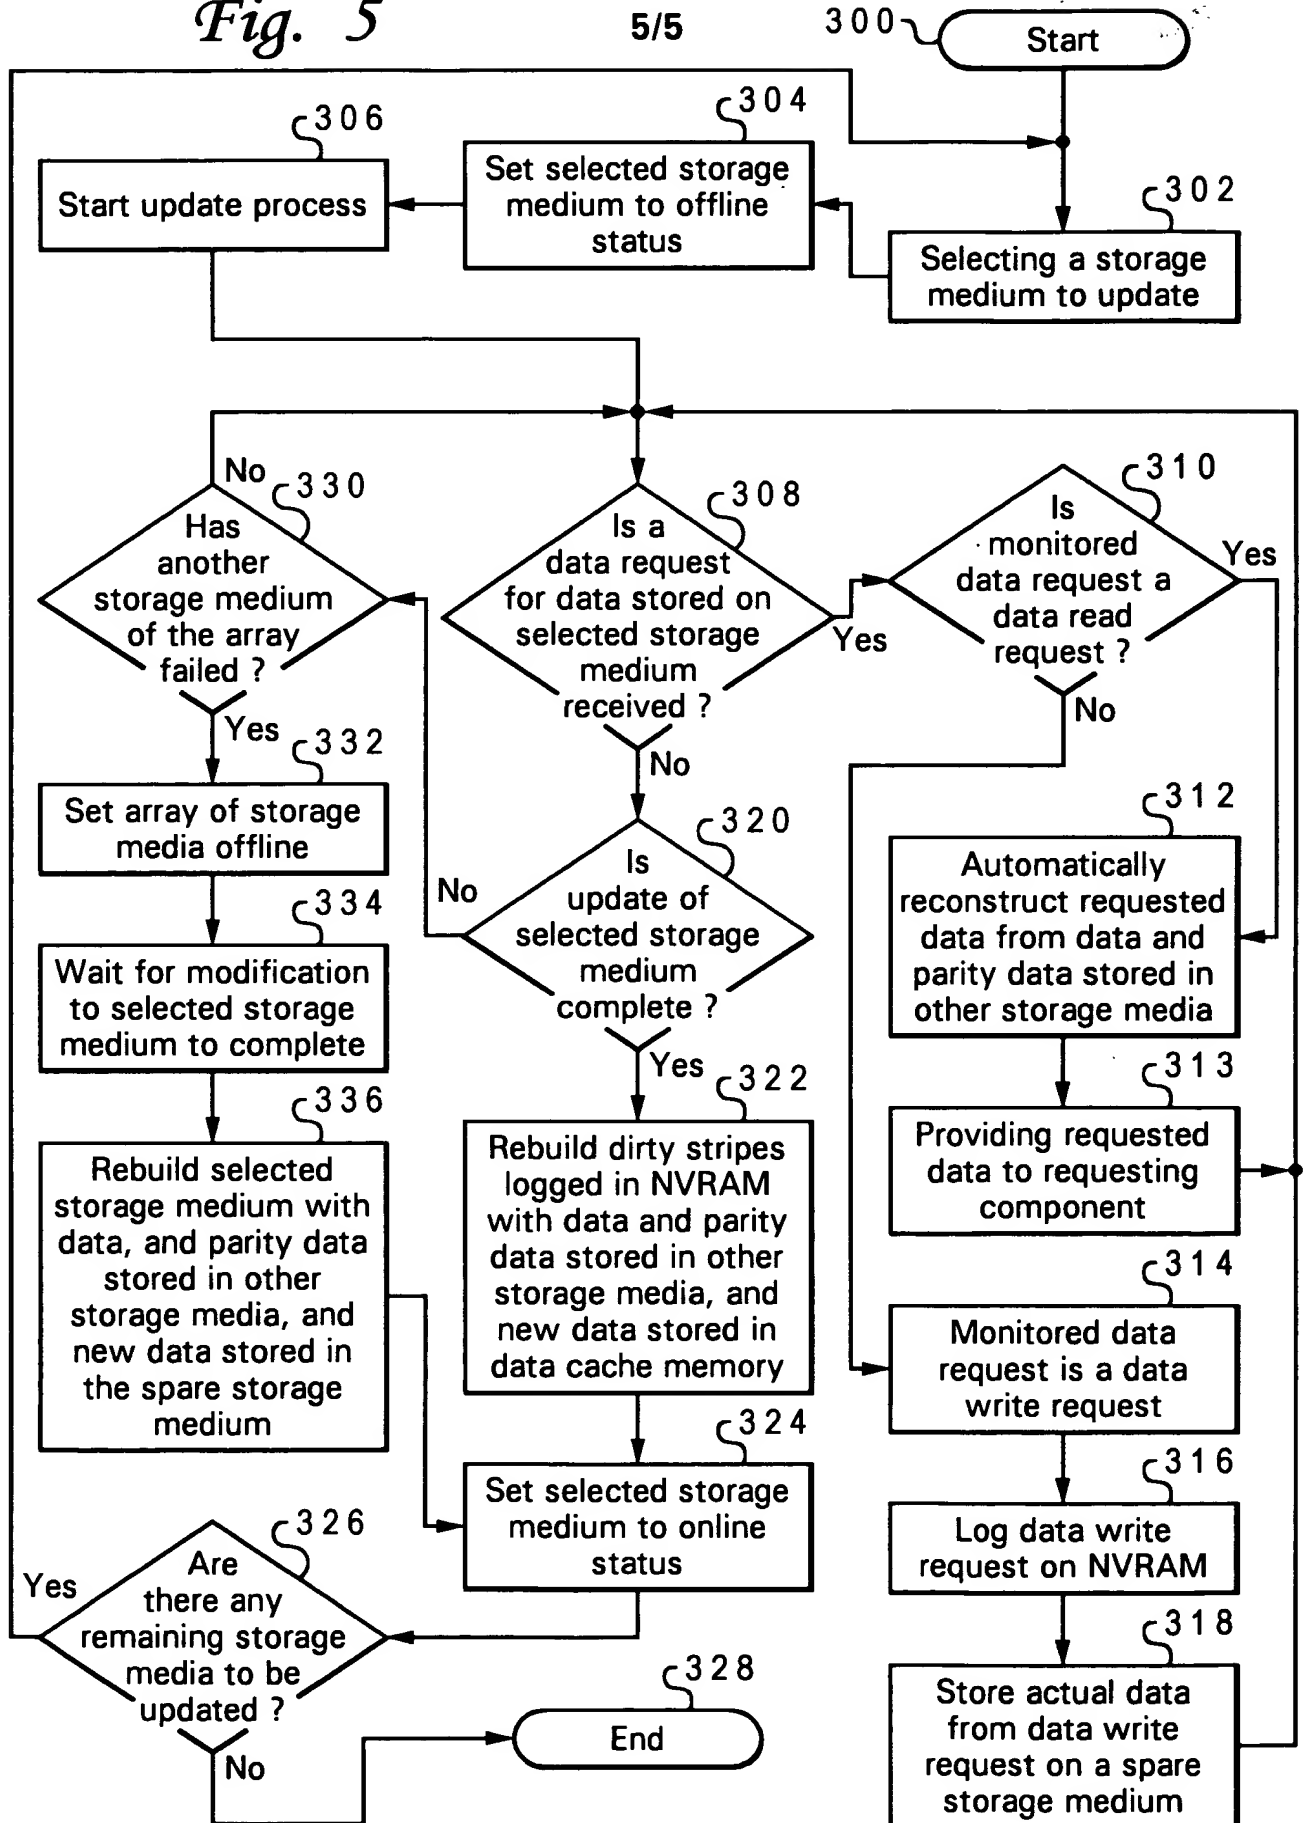 Fig. 5
5/5
300
Start
304
306
Set selected storage
medium to offline
status
Start update process
302
Selecting a storage
medium to update
No
330
Has
another
storage medium
of the array
failed ?
Yes
308
Is a
data request
for data stored on
selected storage
medium
received ?
Yes
No
310
Is
monitored
data request a
data read
request ?
Yes
No
332
Set array of storage
media offline
320
Is
update of
selected storage
medium
complete ?
No
Yes
312
Automatically
reconstruct requested
data from data and
parity data stored in
other storage media
334
Wait for modification
to selected storage
medium to complete
313
Providing requested
data to requesting
component
336
Rebuild selected
storage medium with
data, and parity data
stored in other
storage media, and
new data stored in
the spare storage
medium
322
Rebuild dirty stripes
logged in NVRAM
with data and parity
data stored in other
storage media, and
new data stored in
data cache memory
314
Monitored data
request is a data
write request
324
Set selected storage
medium to online
status
316
Log data write
request on NVRAM
326
Are
there any
remaining storage
media to be
updated ?
Yes
No
328
End
318
Store actual data
from data write
request on a spare
storage medium